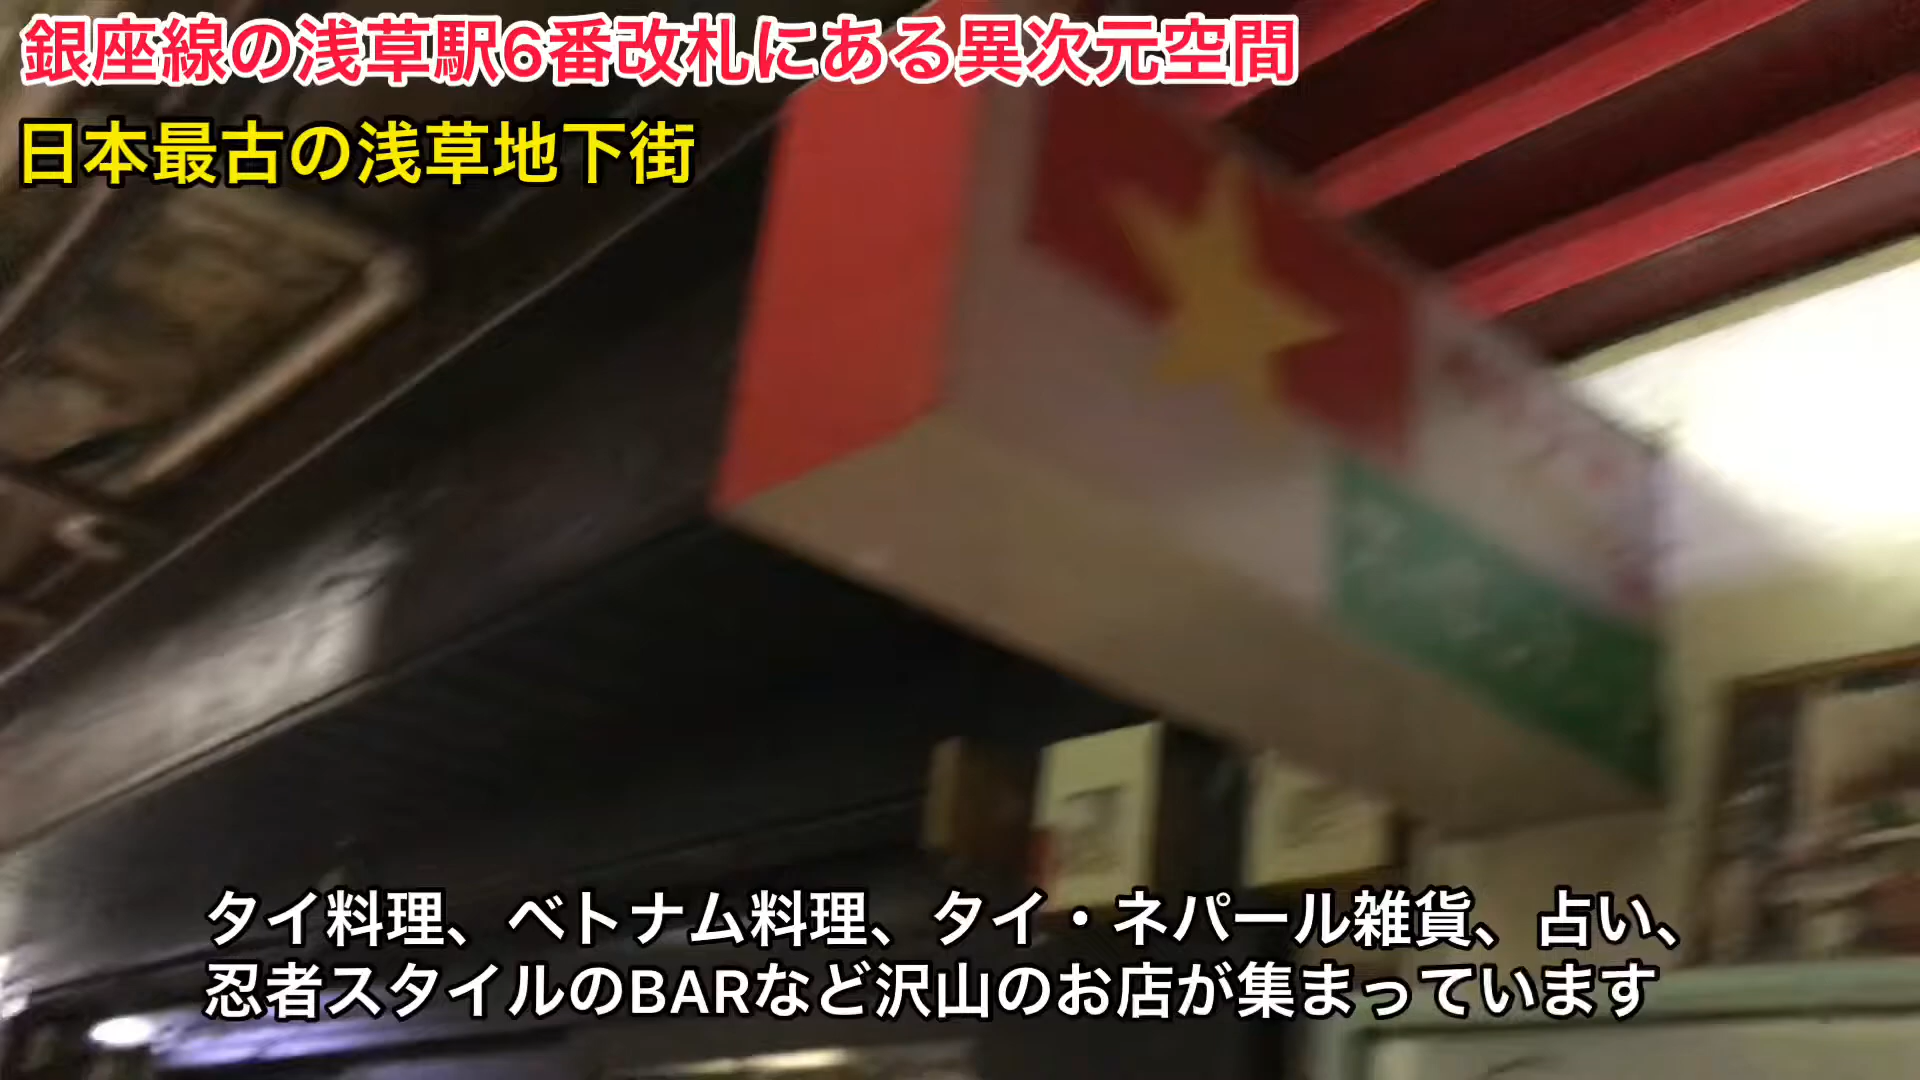 銀座線の浅草駅6番改札にある異次元空間
日本最古の浅草地下街
タイ料理、ベトナム料理、タイ・ネパール雑貨、占い、
忍者スタイルのBARなど沢山のお店が集まっています